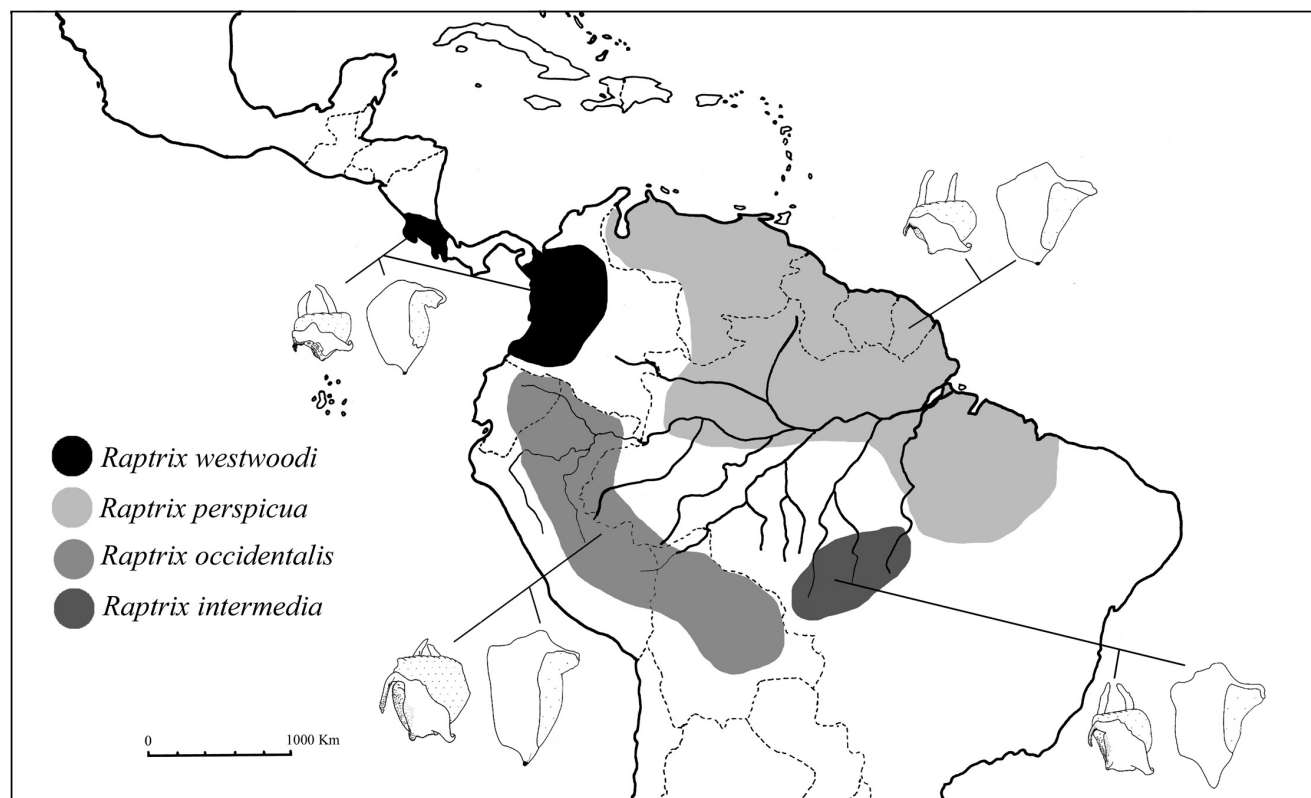 Raptrix westwoodi
Raptrix perspicua
Raptrix occidentalis
Raptrix intermedia
0 1000 Km